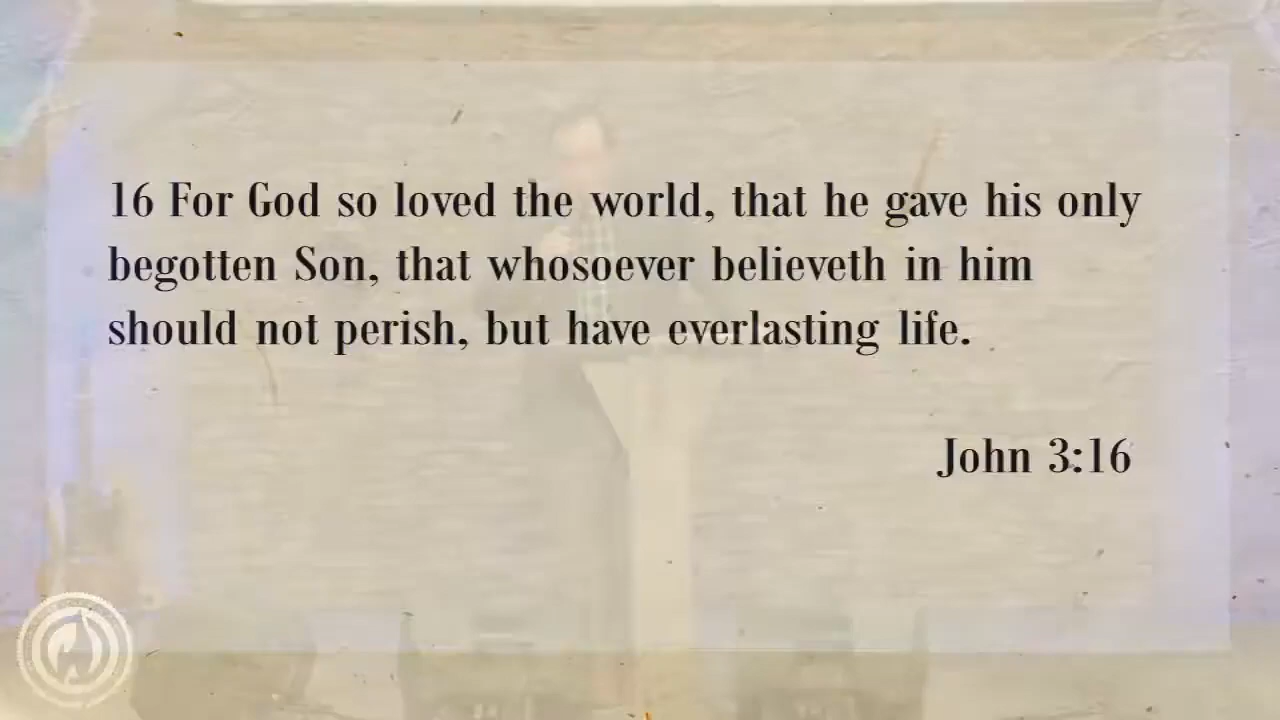 16 For God so loved the world, that he gave his only
begotten Son, that whosoever believeth in him
should not perish, but have everlasting life.
John 3:16